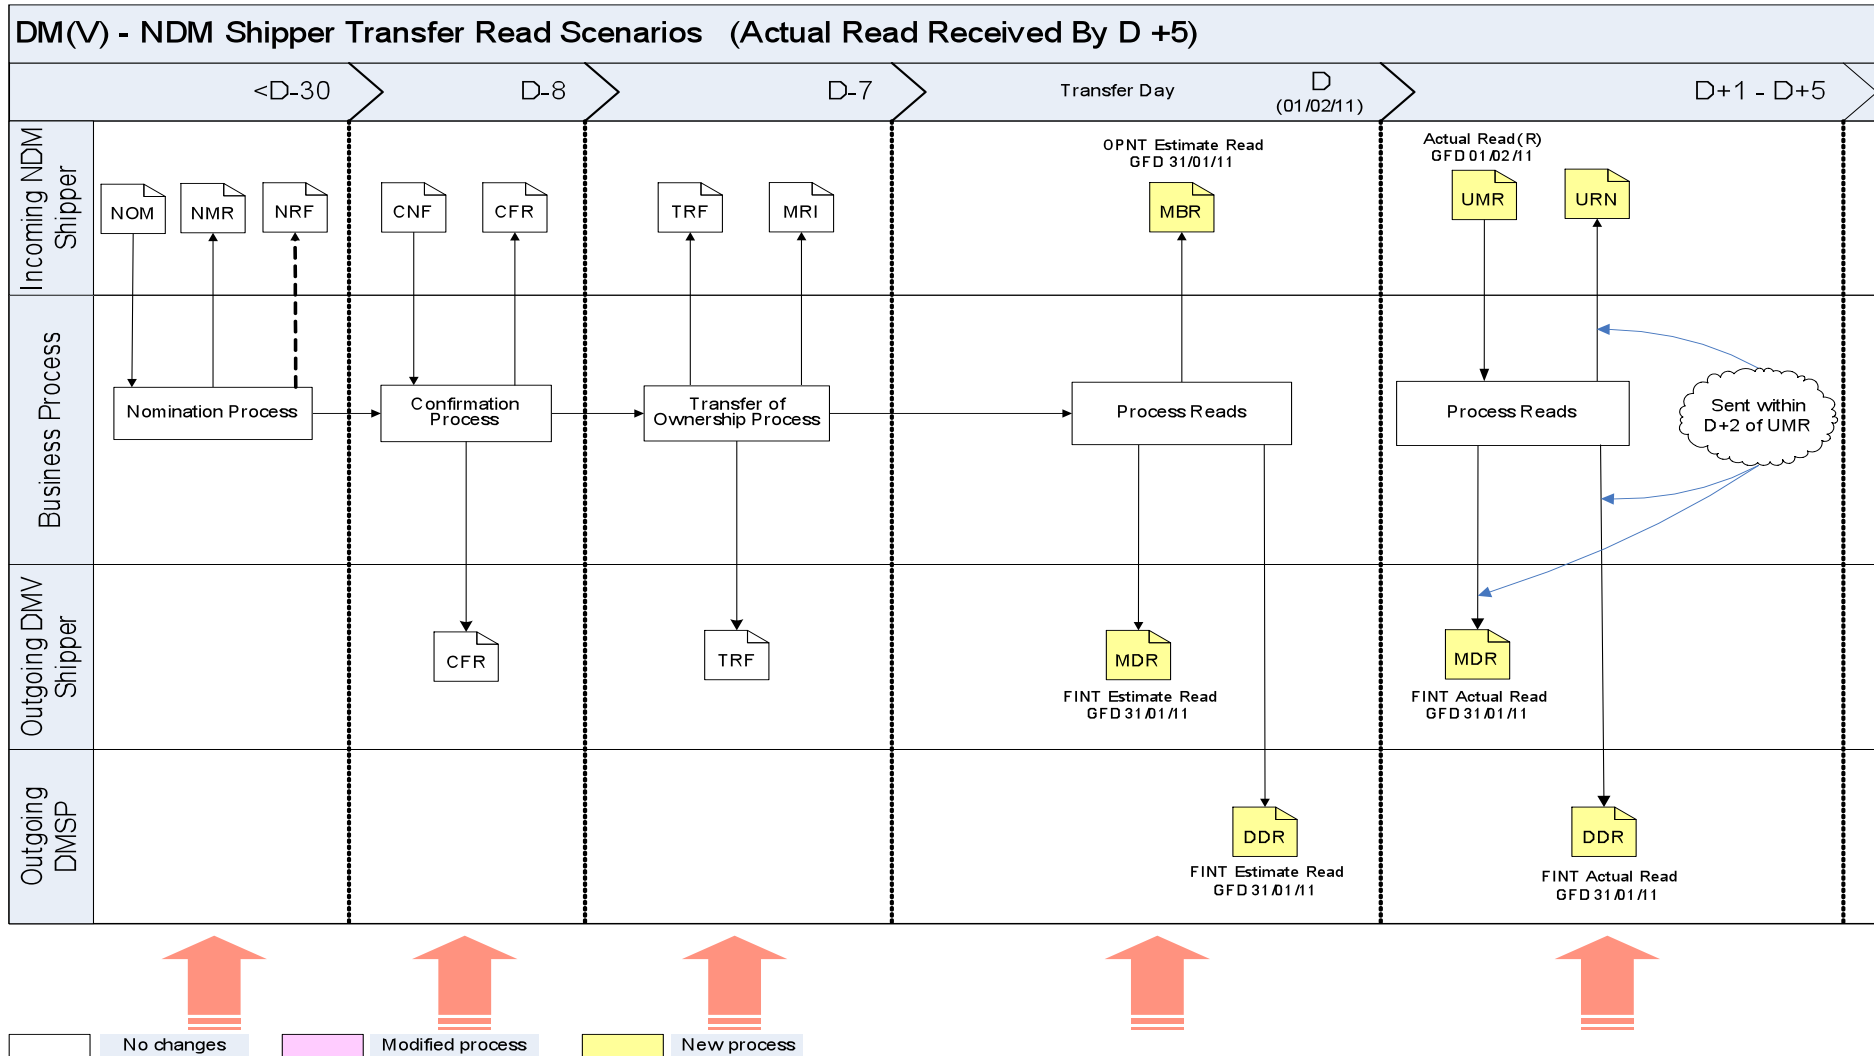 DM(V) - NDM Shipper Transfer Read Scenarios (Actual Read Received By D +5)
<D-30
D-8
D-7
Transfer Day
D
(01/02/11)
D+1 - D+5
Incoming NDM
Shipper
NOM
NMR
NRF
CNF
CFR
TRF
MRI
OPNT Estimate Read
GFD 31/01/11
MBR
Actual Read(R)
GFD 01/02/11
UMR
URN
Business Process
Nomination Process
Confirmation
Process
Transfer of
Ownership Process
Process Reads
Process Reads
Sent within
D+2 of UMR
Outgoing DMV
Shipper
CFR
TRF
MDR
FINT Estimate Read
GFD 31/01/11
MDR
FINT Actual Read
GFD 31/01/11
Outgoing
DMSP
DDR
FINT Estimate Read
GFD 31/01/11
DDR
FINT Actual Read
GFD 31/01/11
No changes
Modified process
New process